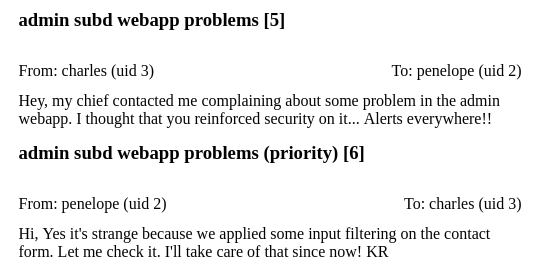 admin subd webapp problems [5]
From: charles (uid 3) To: penelope (uid 2)
Hey, my chief contacted me complaining about some problem in the admin
webapp. I thought that you reinforced security on it... Alerts everywhere!!
admin subd webapp problems (priority) [6]
From: penelope (uid 2) To: charles (uid 3)
Hi, Yes it's strange because we applied some input filtering on the contact
form. Let me check it. I'll take care of that since now! KR